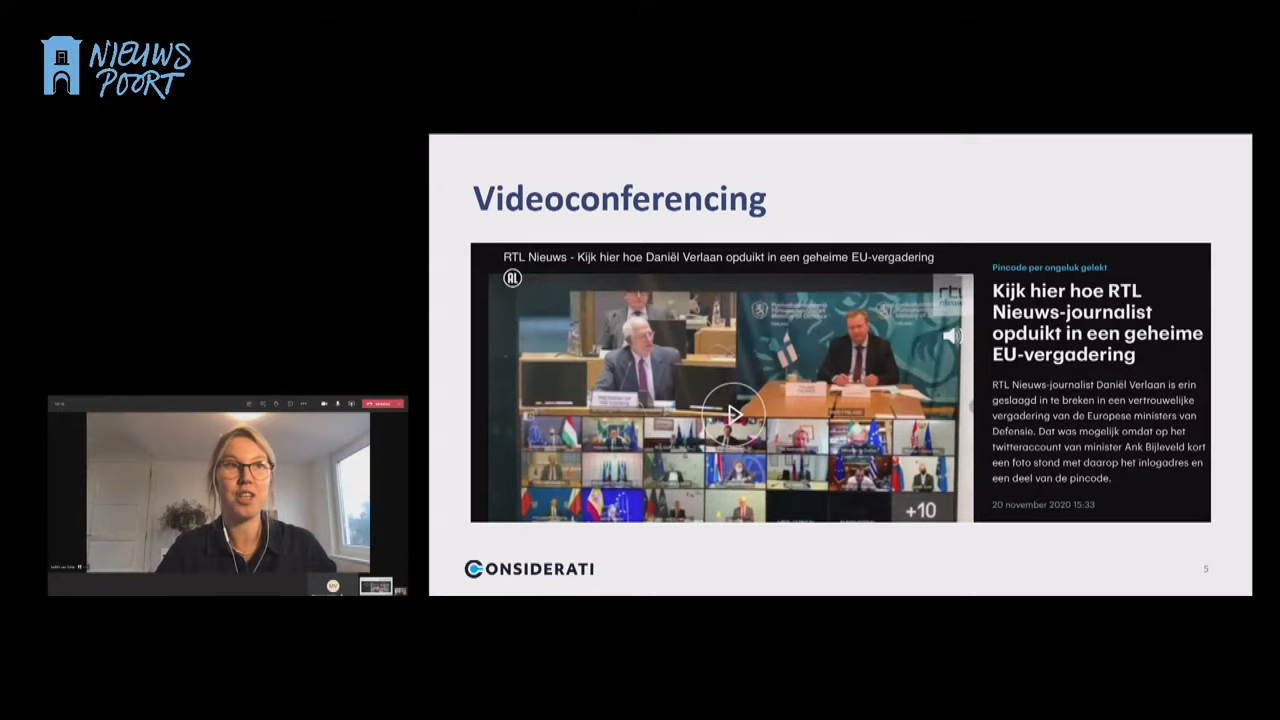 NIEUWS
POORT
Videoconferencing
RTL Nieuws - Kijk hier hoe Daniël Verlaan opduikt in een geheime EU-vergadering
Pincode per ongeluk gelekt
Kijk hier hoe RTL
Nieuws-journalist
opduikt in een geheime
EU-vergadering
RTL Nieuws-journalist Daniël Verlaan is erin
geslaagd in te breken in een vertrouwelijke
vergadering van de Europese ministers van
Defensie. Dat was mogelijk omdat op het
twitteraccount van minister Ank Bijleveld kort
een foto stond met daarop het inlogadres en
een deel van de pincode.
20 november 2020 15:33
+10
CONSIDERATI
5